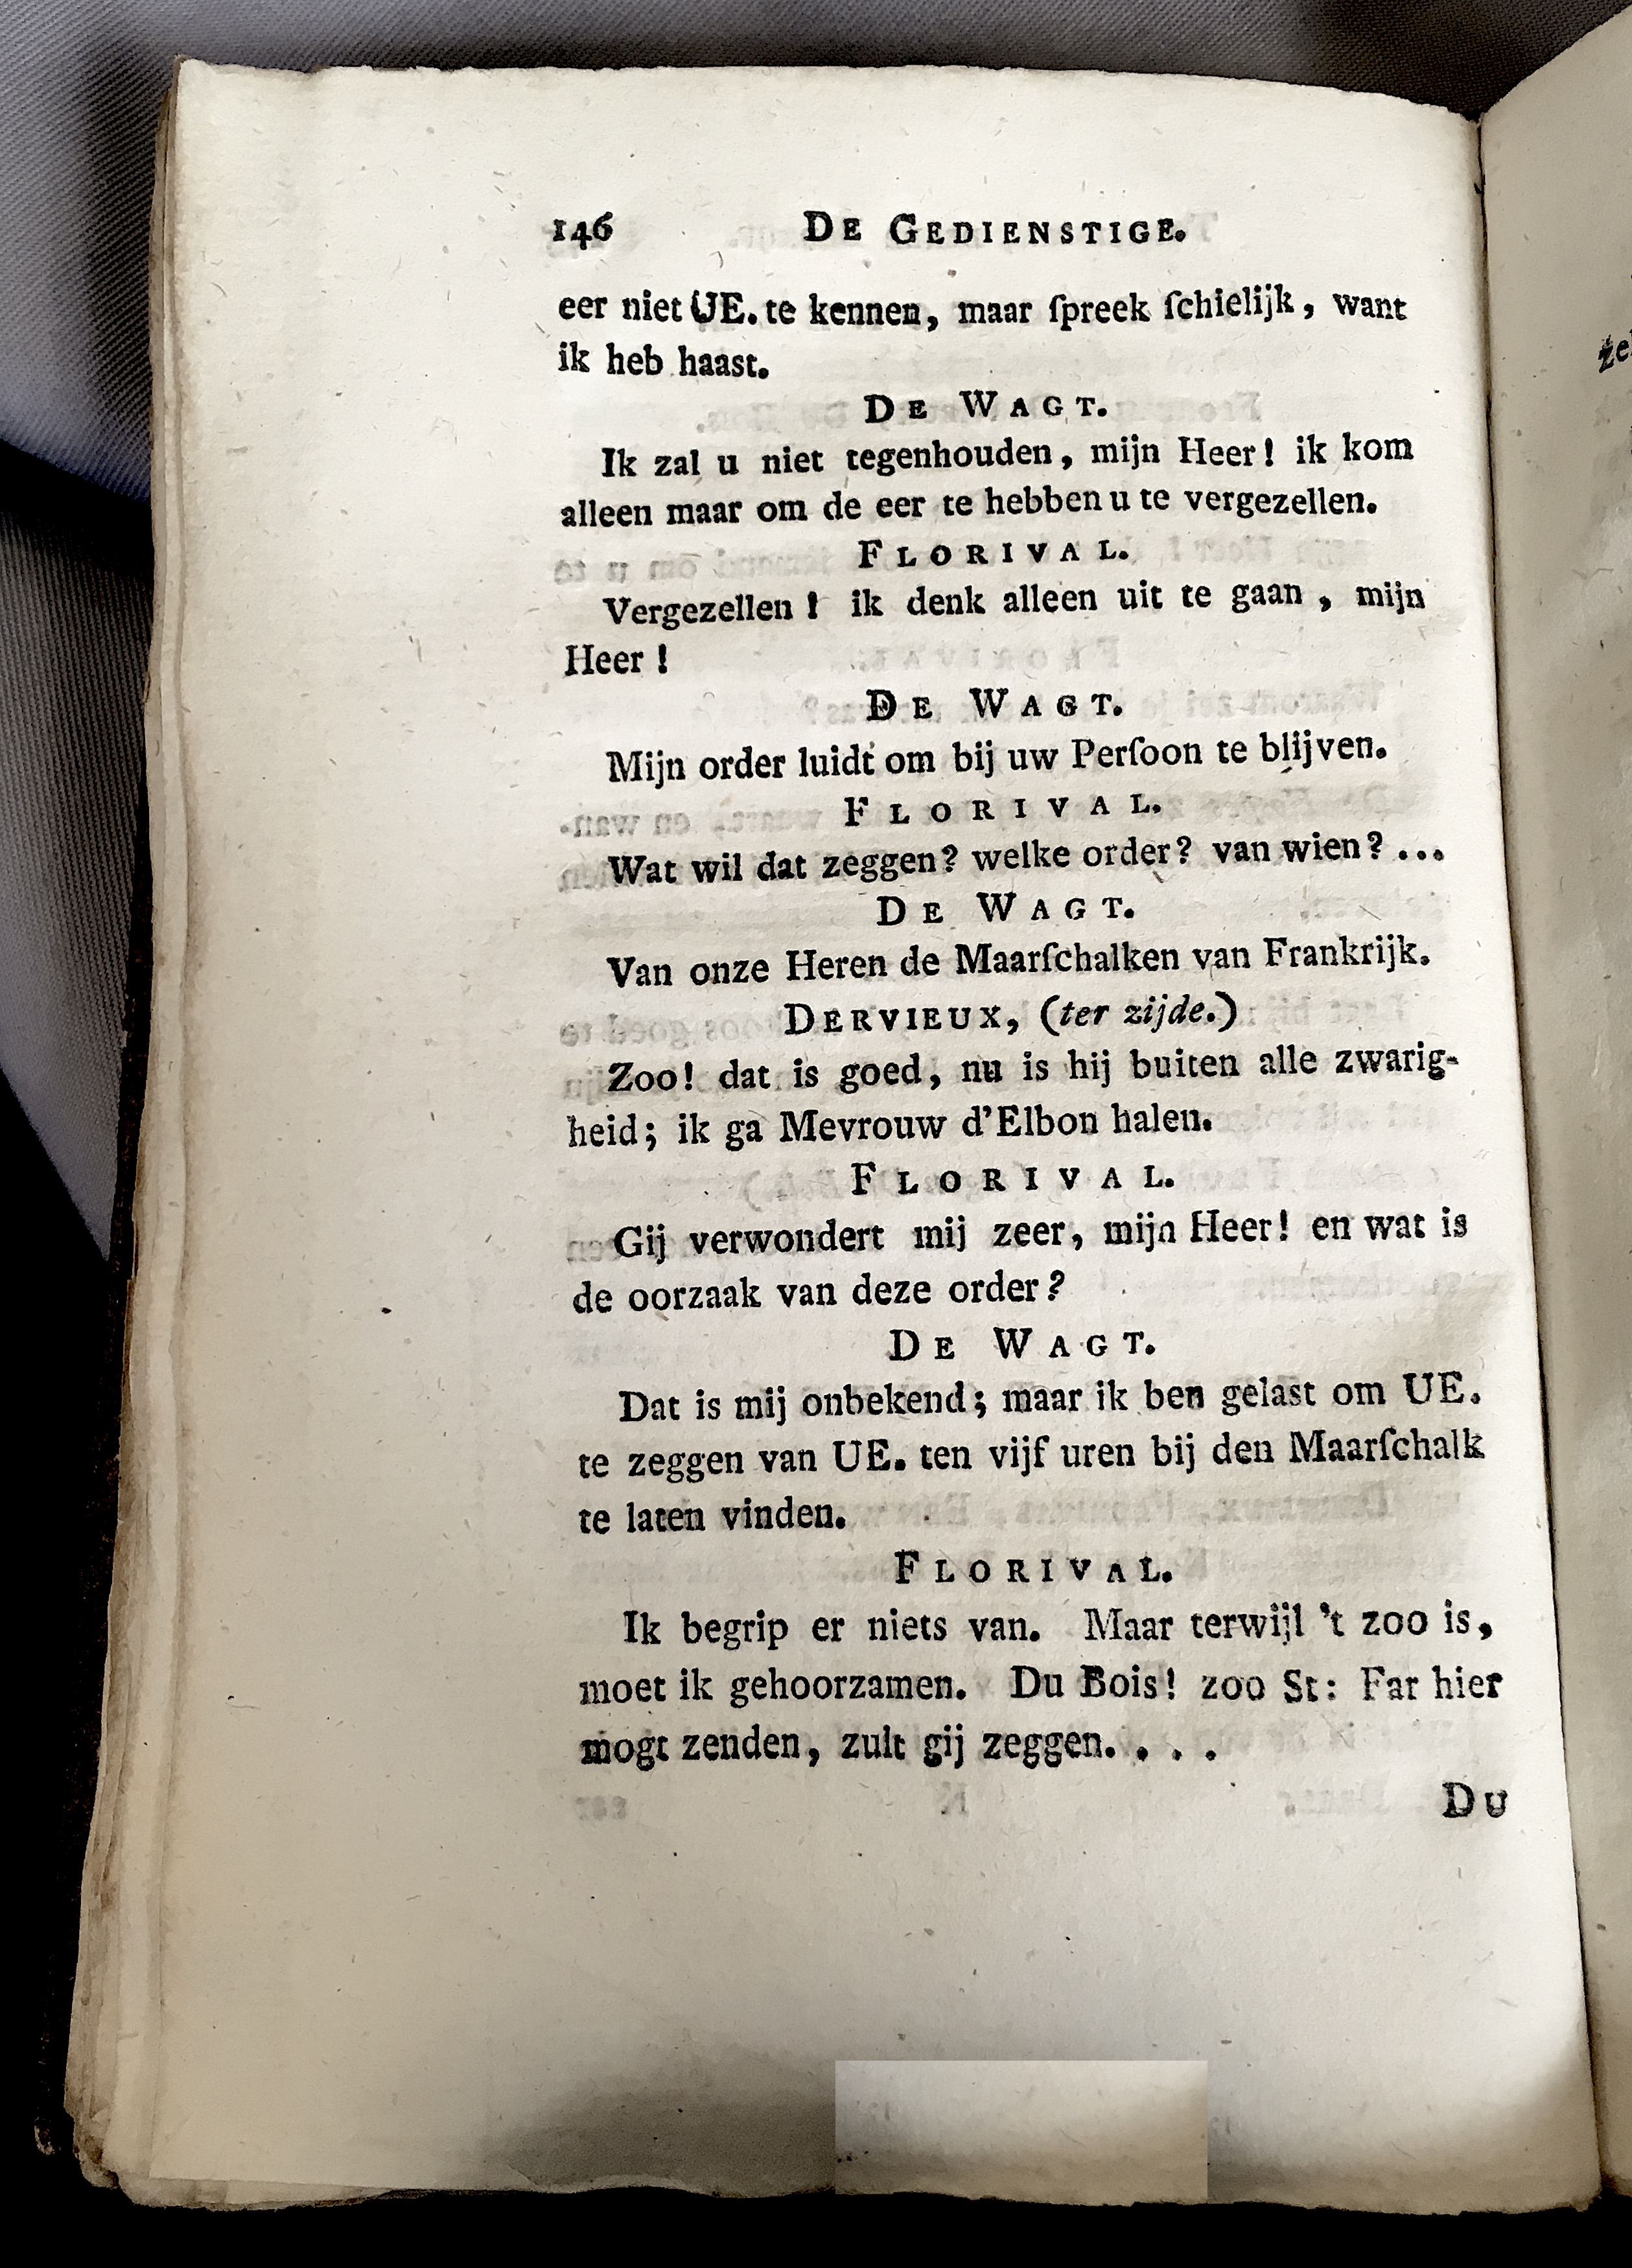 146 DE GEDIENSTIGE.
eer niet UE. te kennen, maar ſpreek ſchielijk, want
ik heb haast.
DE WAGT.
Ik zal u niet tegenhouden, mijn Heer! ik kom
alleen maar om de eer te hebben u te vergezellen.
FLORIVAL.
Vergezellen! ik denk alleen uit te gaan, mijn
Heer!
DE WAGT.
Mijn order luidt om bij uw Perſoon te blijven.
FLORIVAL.
Wat wil dat zeggen? welke order? van wien? ...
DE WAGT.
Van onze Heren de Maarſchalken van Frankrijk.
DERVIEUX, (ter zijde.)
Zoo! dat is goed, nu is hij buiten alle zwarig-
heid; ik ga Mevrouw d'Elbon halen.
FLORIVAL.
Gij verwondert mij zeer, mijn Heer! en wat is
de oorzaak van deze order?
DE WAGT.
Dat is mij onbekend; maar ik ben gelast om UE.
te zeggen van UE. ten vijf uren bij den Maarſchalk
te laten vinden.
FLORIVAL.
Ik begrip er niets van. Maar terwijl 't zoo is,
moet ik gehoorzamen. Du Bois! zoo St: Far hier
mogt zenden, zult gij zeggen. . . .
DU